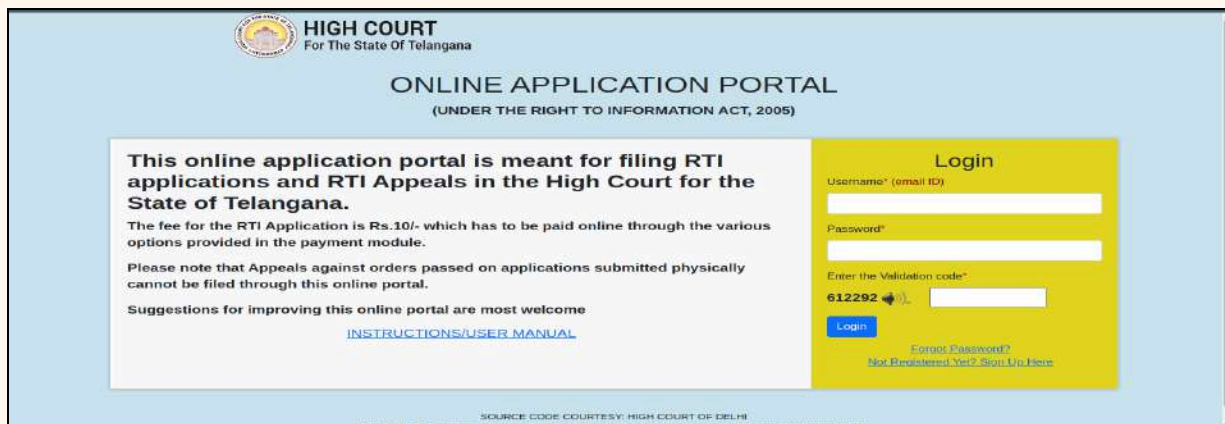 HIGH COURT
For The State Of Telangana
ONLINE APPLICATION PORTAL
(UNDER THE RIGHT TO INFORMATION ACT, 2005)
This online application portal is meant for filing RTI
applications and RTI Appeals in the High Court for the
State of Telangana.
The fee for the RTI Application is Rs.10/- which has to be paid online through the various
options provided in the payment module.
Please note that Appeals against orders passed on applications submitted physically
cannot be filed through this online portal.
Suggestions for improving this online portal are most welcome
INSTRUCTIONS/USER MANUAL
Login
Username* (email ID)
Password*
Enter the Validation code*
612292
Login
Forgot Password?
Not Registered Yet? Sign Up Here
SOURCE CODE COURTESY: HIGH COURT OF DELHI